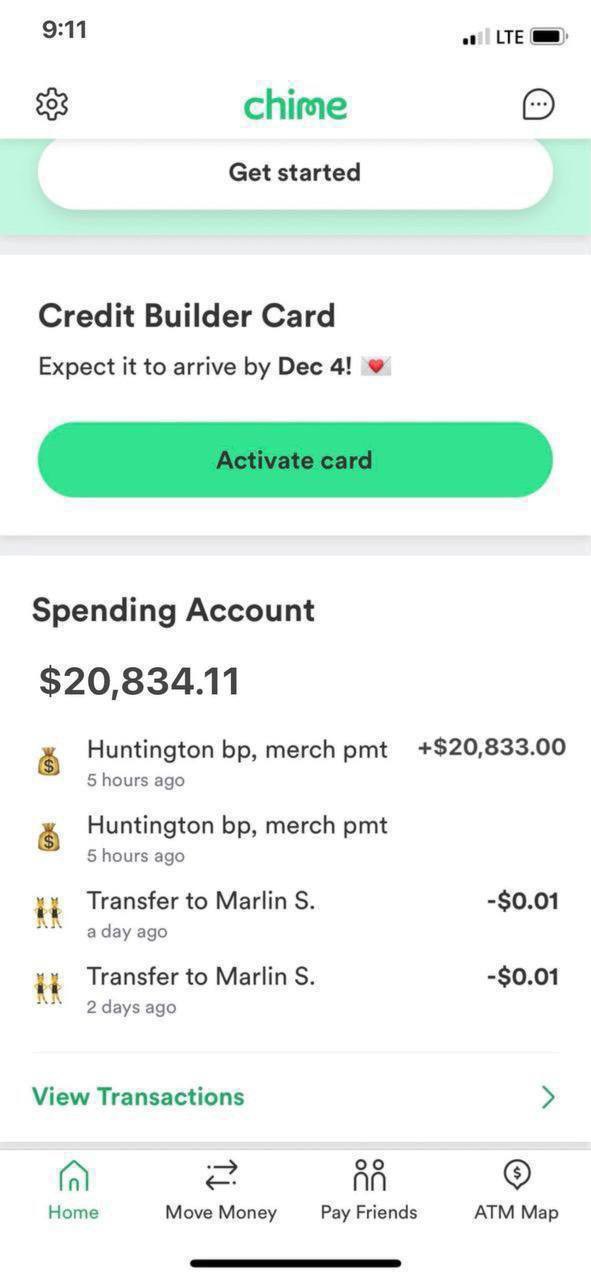 9:11
LTE
chime
Get started
Credit Builder Card
Expect it to arrive by Dec 4! 💌
Activate card
Spending Account
$20,834.11
Huntington bp, merch pmt +$20,833.00
5 hours ago
Huntington bp, merch pmt
5 hours ago
Transfer to Marlin S. -$0.01
a day ago
Transfer to Marlin S. -$0.01
2 days ago
View Transactions
Home Move Money Pay Friends ATM Map